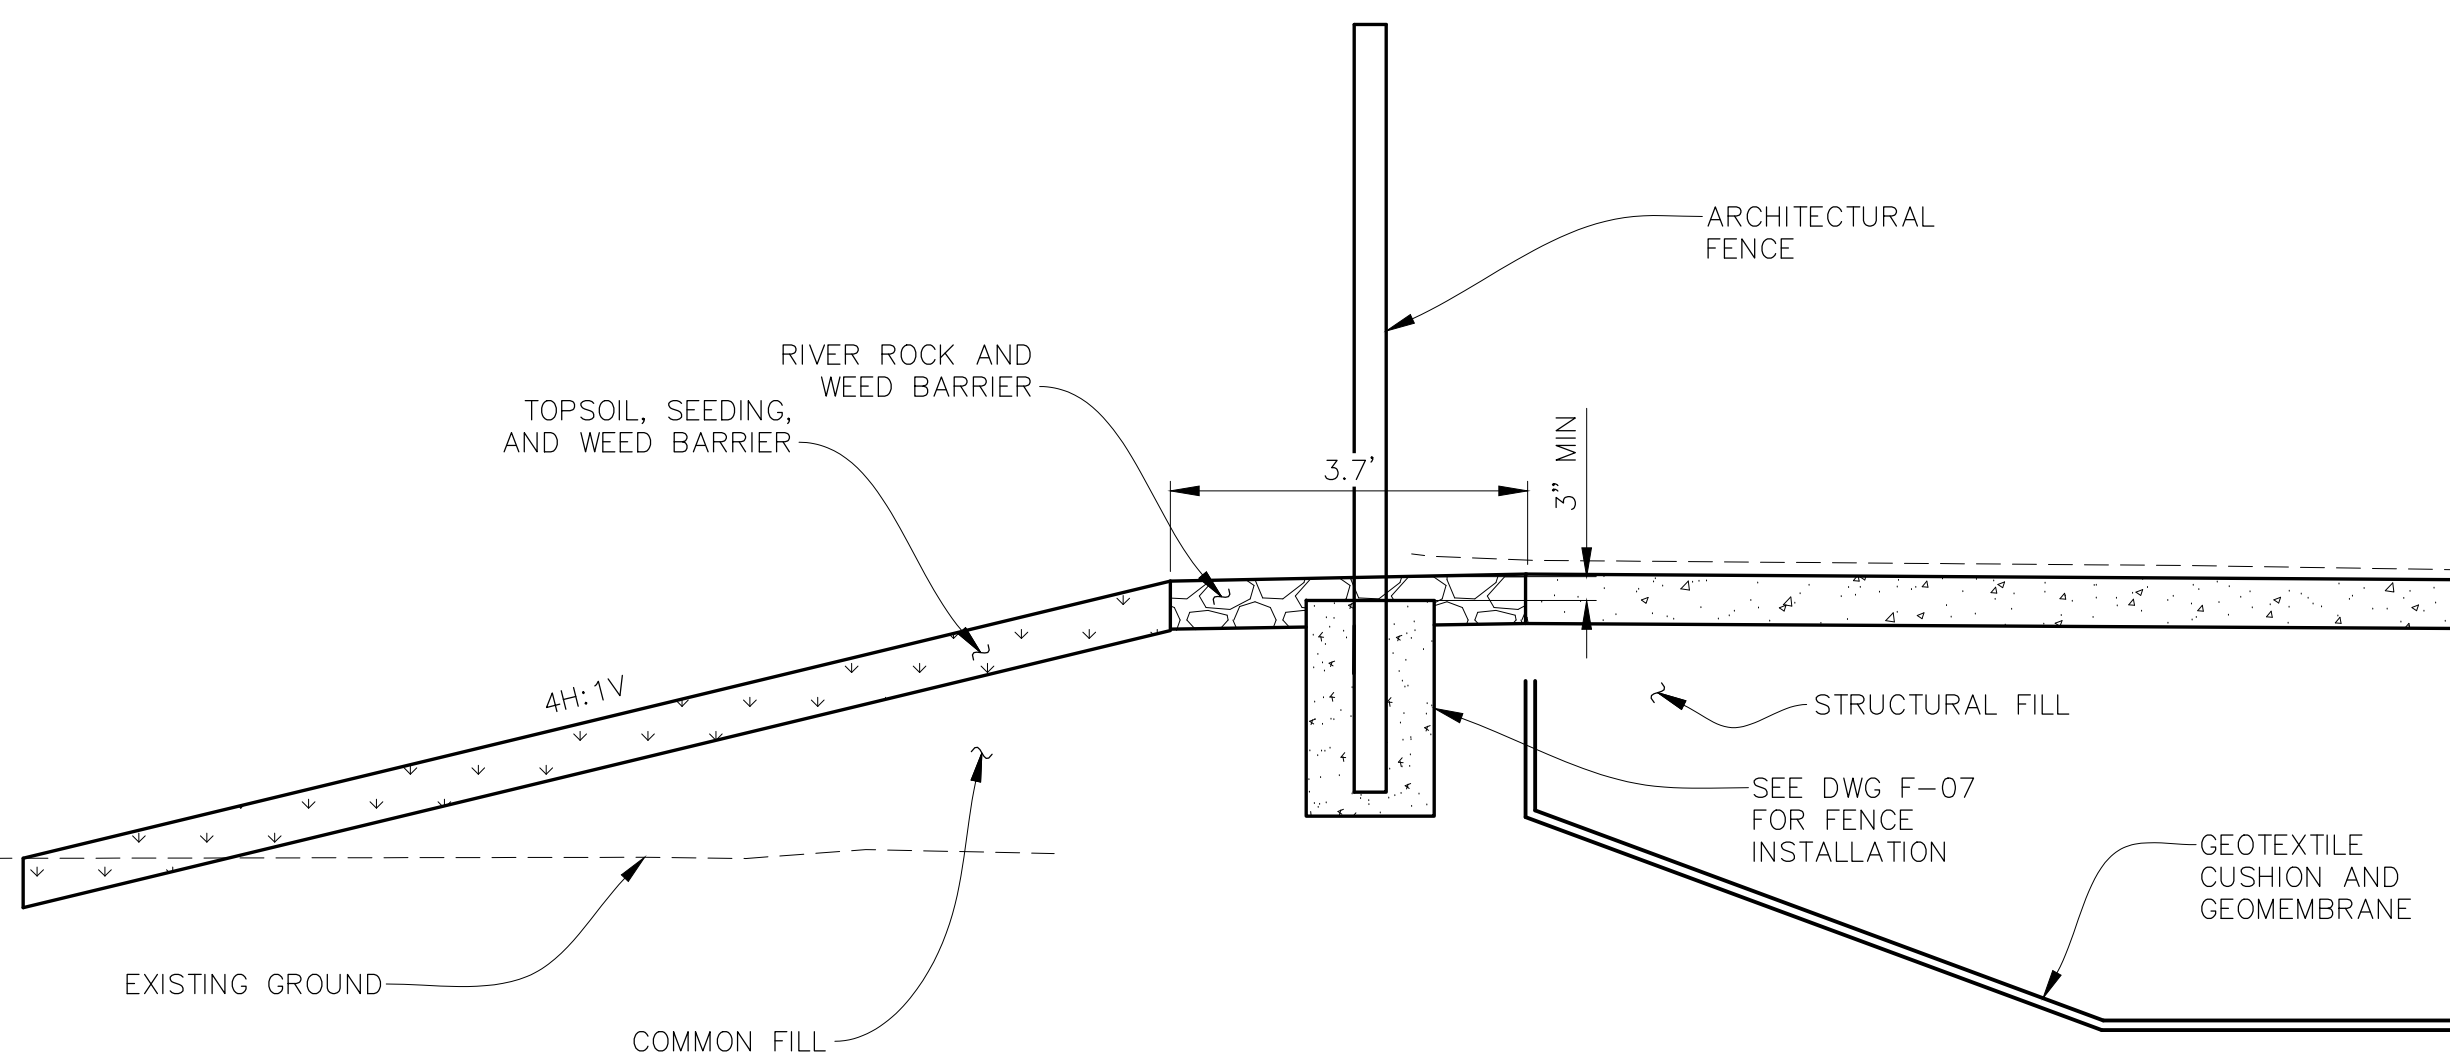 ARCHITECTURAL
FENCE
RIVER ROCK AND
WEED BARRIER
TOPSOIL, SEEDING,
AND WEED BARRIER
3.7'
3" MIN
4H:1V
STRUCTURAL FILL
SEE DWG F-07
FOR FENCE
INSTALLATION
GEOTEXTILE
CUSHION AND
GEOMEMBRANE
EXISTING GROUND
COMMON FILL